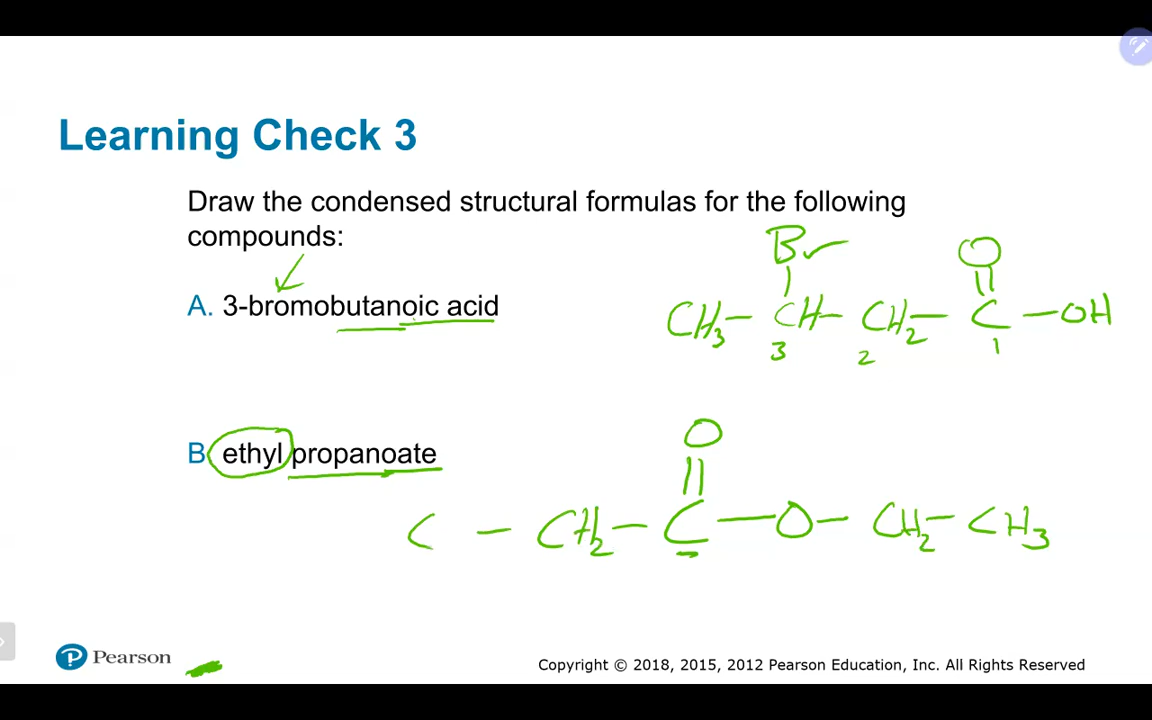 Learning Check 3
Draw the condensed structural formulas for the following
compounds:
Br O
A. 3-bromobutanoic acid
CH3 – CH – CH2 – C – OH
3 2 1
O
B ethyl propanoate
C – CH2 – C – O – CH2 – CH3
Pearson
Copyright © 2018, 2015, 2012 Pearson Education, Inc. All Rights Reserved